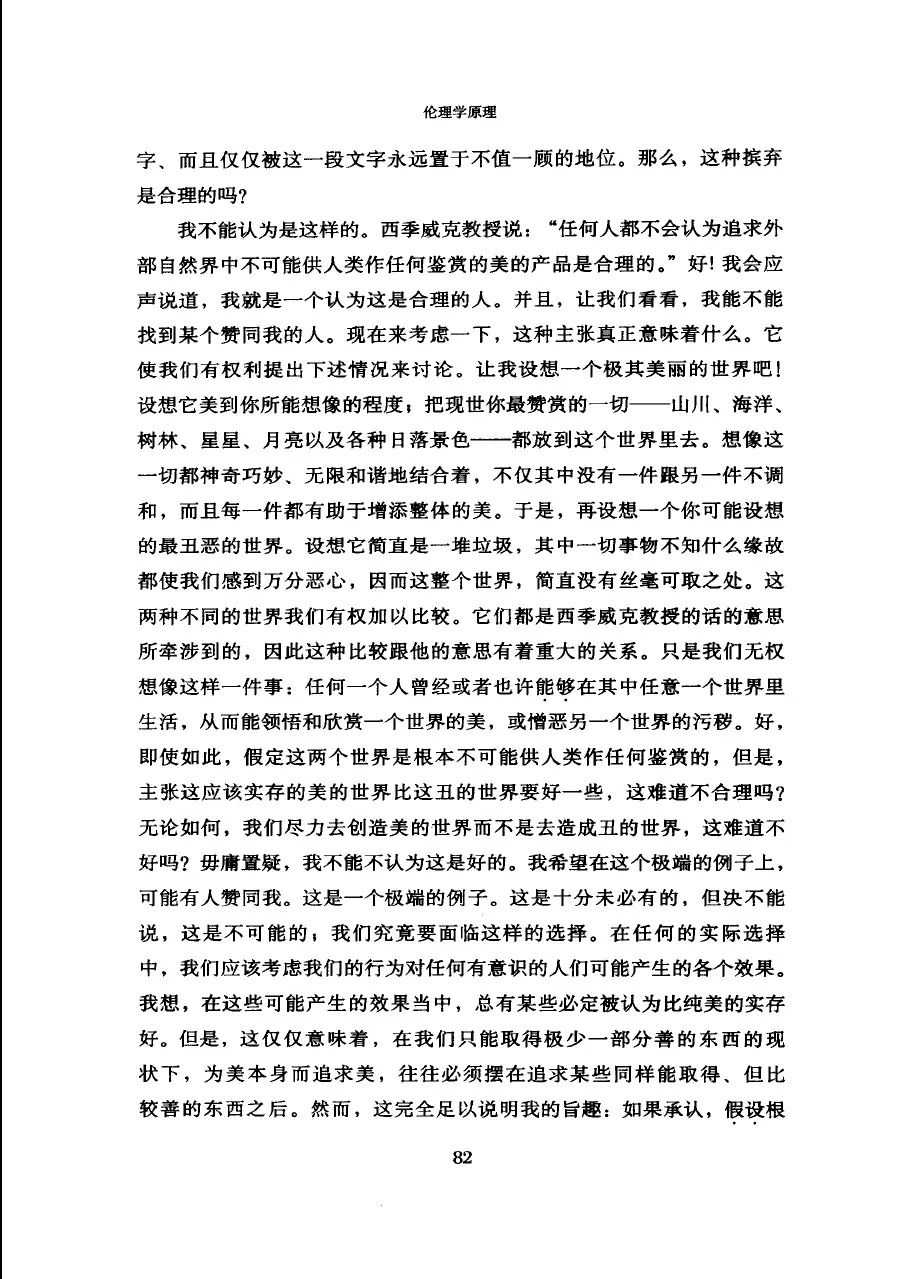 伦理学原理
字、而且仅仅被这一段文字永远置于不值一顾的地位。那么，这种摈弃
是合理的吗？
我不能认为是这样的。西季威克教授说：“任何人都不会认为追求外
部自然界中不可能供人类作任何鉴赏的美的产品是合理的。”好！我会应
声说道，我就是一个认为这是合理的人。并且，让我们看看，我能不能
找到某个赞同我的人。现在来考虑一下，这种主张真正意味着什么。它
使我们有权利提出下述情况来讨论。让我设想一个极其美丽的世界吧！
设想它美到你所能想像的程度；把现世你最赞赏的一切——山川、海洋、
树林、星星、月亮以及各种日落景色——都放到这个世界里去。想像这
一切都神奇巧妙、无限和谐地结合着，不仅其中没有一件跟另一件不调
和，而且每一件都有助于增添整体的美。于是，再设想一个你可能设想
的最丑恶的世界。设想它简直是一堆垃圾，其中一切事物不知什么缘故
都使我们感到万分恶心，因而这整个世界，简直没有丝毫可取之处。这
两种不同的世界我们有权加以比较。它们都是西季威克教授的话的意思
所牵涉到的，因此这种比较跟他的意思有着重大的关系。只是我们无权
想像这样一件事：任何一个人曾经或者也许能够在其中任意一个世界里
生活，从而能领悟和欣赏一个世界的美，或憎恶另一个世界的污秽。好，
即使如此，假定这两个世界是根本不可能供人类作任何鉴赏的，但是，
主张这应该实存的美的世界比这丑的世界要好一些，这难道不合理吗？
无论如何，我们尽力去创造美的世界而不是去造成丑的世界，这难道不
好吗？毋庸置疑，我不能不认为这是好的。我希望在这个极端的例子上，
可能有人赞同我。这是一个极端的例子。这是十分未必有的，但决不能
说，这是不可能的；我们究竟要面临这样的选择。在任何的实际选择
中，我们应该考虑我们的行为对任何有意识的人们可能产生的各个效果。
我想，在这些可能产生的效果当中，总有某些必定被认为比纯美的实存
好。但是，这仅仅意味着，在我们只能取得极少一部分善的东西的现
状下，为美本身而追求美，往往必须摆在追求某些同样能取得、但比
较善的东西之后。然而，这完全足以说明我的旨趣：如果承认，假设根
82